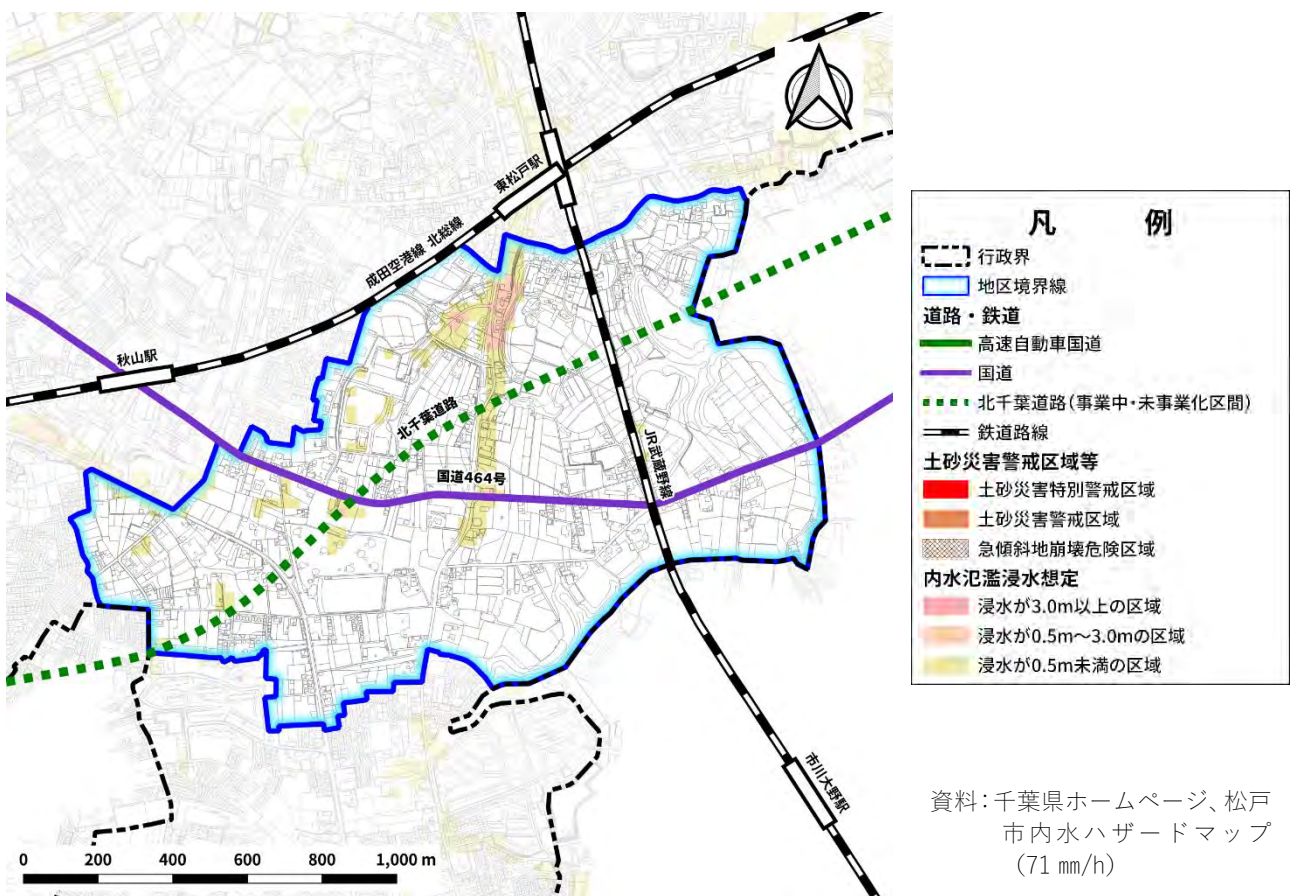 東松戸駅
成田空港線 北総線
秋山駅
北千葉道路
国道464号
JR武蔵野線
市川大野駅
0 200 400 600 800 1,000 m
凡 例
行政界
地区境界線
道路・鉄道
高速自動車国道
国道
北千葉道路(事業中・未事業化区間)
鉄道路線
土砂災害警戒区域等
土砂災害特別警戒区域
土砂災害警戒区域
急傾斜地崩壊危険区域
内水氾濫浸水想定
浸水が3.0m以上の区域
浸水が0.5m～3.0mの区域
浸水が0.5m未満の区域
資料：千葉県ホームページ、松戸
市内水ハザードマップ
(71 mm/h)